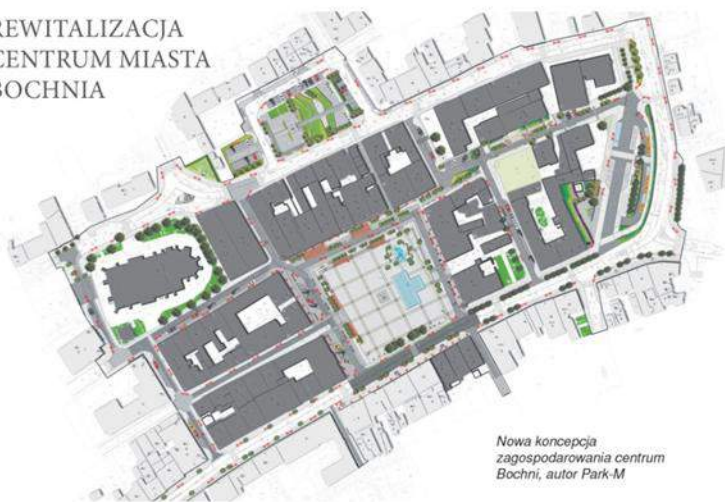 REWITALIZACJA
CENTRUM MIASTA
BOCHNIA
Nowa koncepcja
zagospodarowania centrum
Bochni, autor Park-M